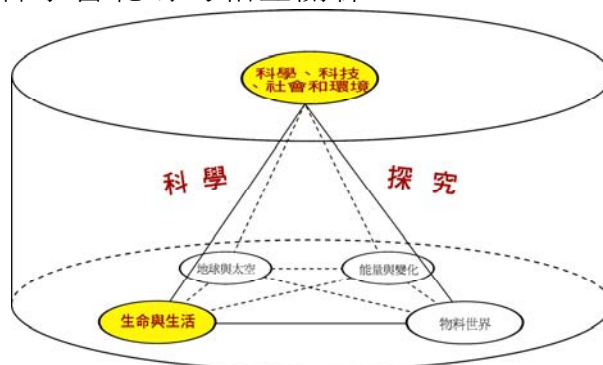 科學、科技
、社會和環境
科學 探究
地球與太空 能量與變化
生命與生活 物料世界